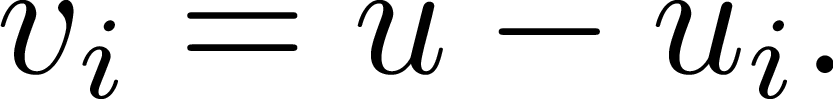 v_i = u - u_i.